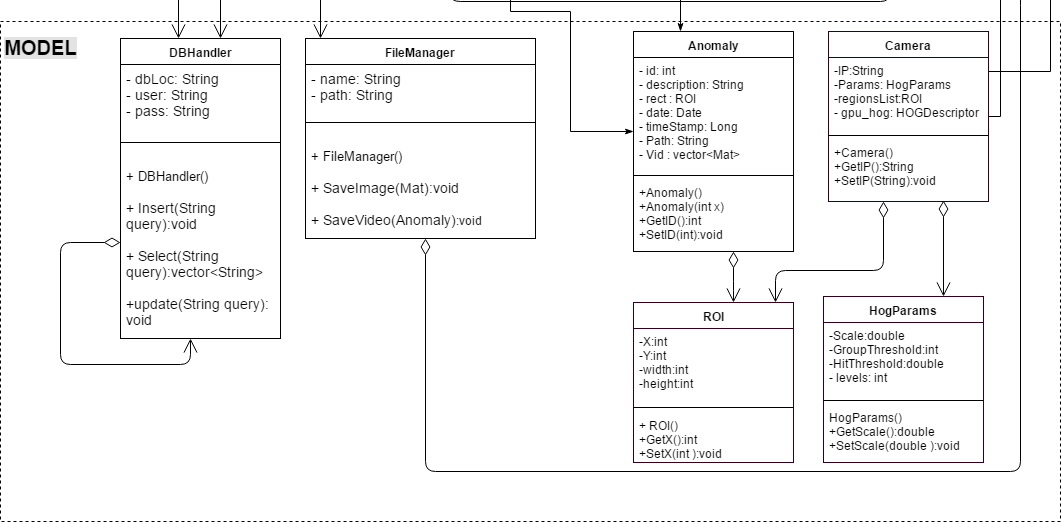 MODEL
DBHandler
- dbLoc: String
- user: String
- pass: String
+ DBHandler()
+ Insert(String
query):void
+ Select(String
query):vector<String>
+update(String query):
void
FileManager
- name: String
- path: String
+ FileManager()
+ SaveImage(Mat):void
+ SaveVideo(Anomaly):void
Anomaly
- id: int
- description: String
- rect : ROI
- date: Date
- timeStamp: Long
- Path: String
- Vid : vector<Mat>
+Anomaly()
+Anomaly(int x)
+GetID():int
+SetID(int):void
Camera
-IP:String
-Params: HogParams
-regionsList:ROI
- gpu_hog: HOGDescriptor
+Camera()
+GetIP():String
+SetIP(String):void
ROI
-X:int
-Y:int
-width:int
-height:int
+ ROI()
+GetX():int
+SetX(int ):void
HogParams
-Scale:double
-GroupThreshold:int
-HitThreshold:double
- levels: int
HogParams()
+GetScale():double
+SetScale(double ):void